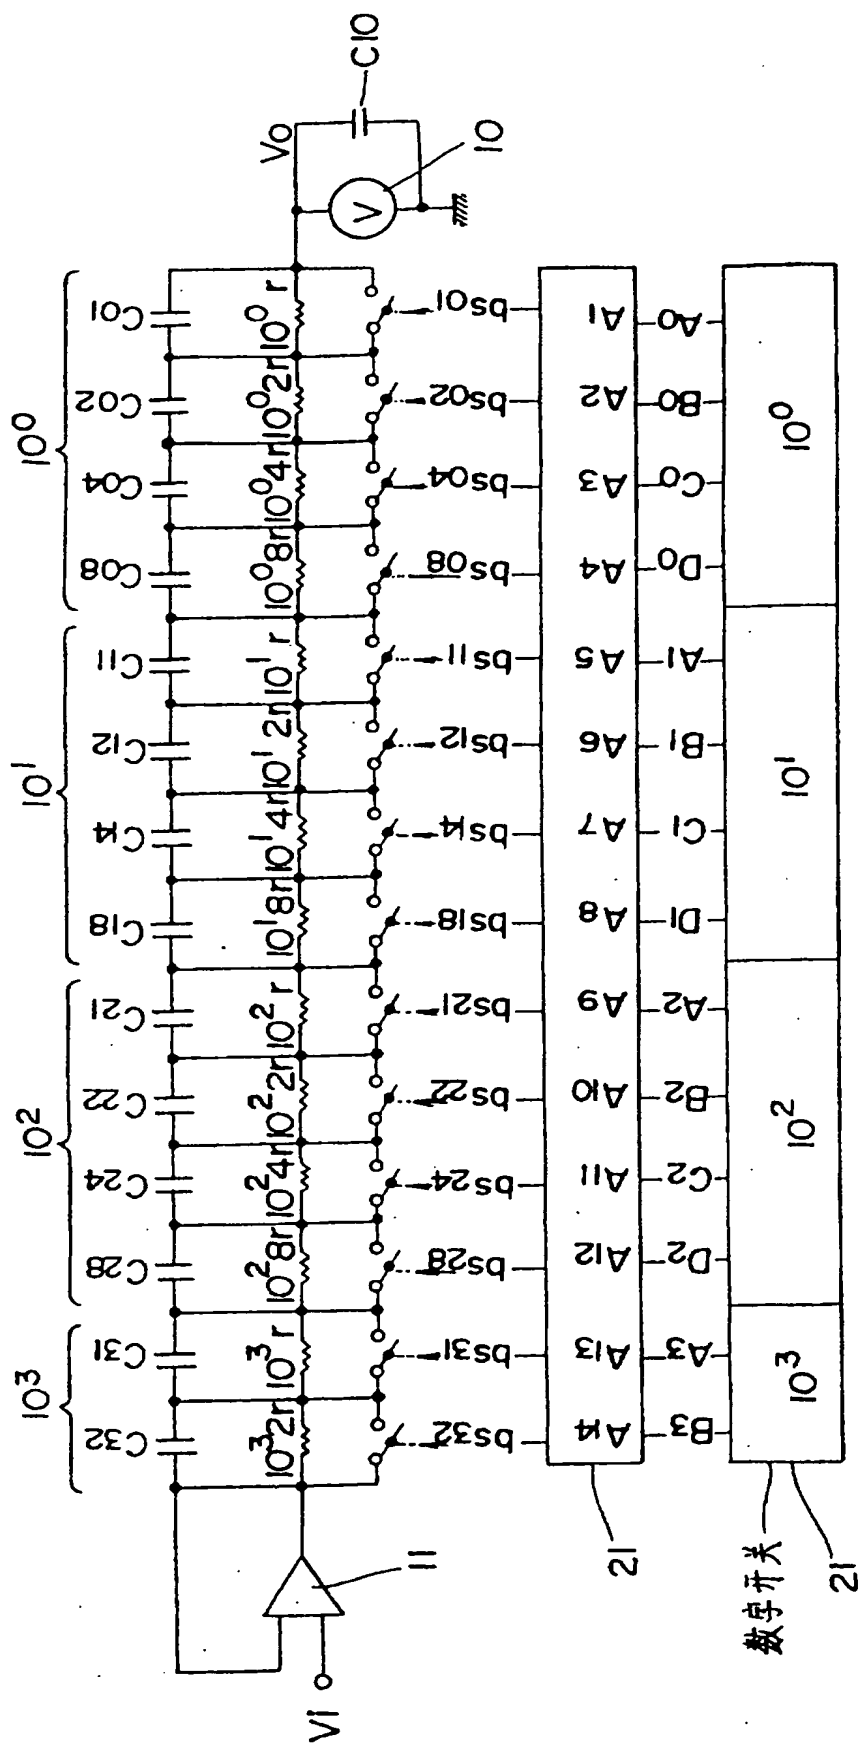 10³ 10² 10¹ 10⁰
C32 C31 C28 C24 C22 C21 C18 C14 C12 C11 C08 C04 C02 C01
10³2r 10³r 10²8r 10²4r 10²2r 10²r 10¹8r 10¹4r 10¹2r 10¹r 10⁰8r 10⁰4r 10⁰2r 10⁰r
Vo
C10
V
10
Vi
11
bS32 bS31 bS28 bS24 bS22 bS21 bS18 bS14 bS12 bS11 bS08 bS04 bS02 bS01
A14 A13 A12 A11 A10 A9 A8 A7 A6 A5 A4 A3 A2 A1
21
B3 A3 D2 C2 B2 A2 D1 C1 B1 A1 D0 C0 B0 A0
10³ 10² 10¹ 10⁰
数字开关
21